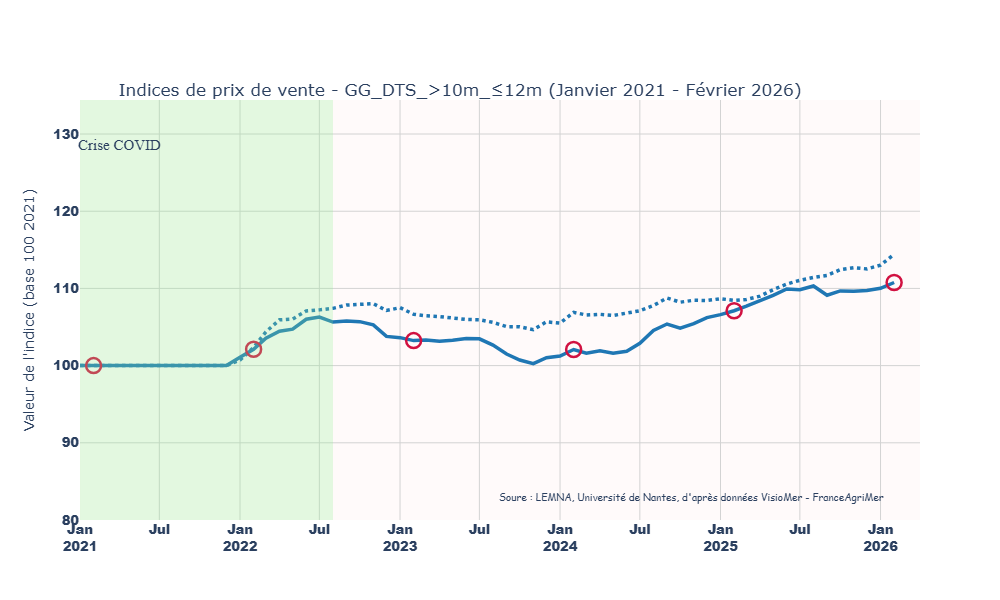 Indices de prix de vente - GG_DTS_>10m_≤12m (Janvier 2021 - Février 2026)
Crise COVID
Valeur de l'indice (base 100 2021)
130
120
110
100
90
80
Soure : LEMNA, Université de Nantes, d'après données VisioMer - FranceAgriMer
Jan Jul Jan Jul Jan Jul Jan Jul Jan Jul Jan
2021 2022 2023 2024 2025 2026